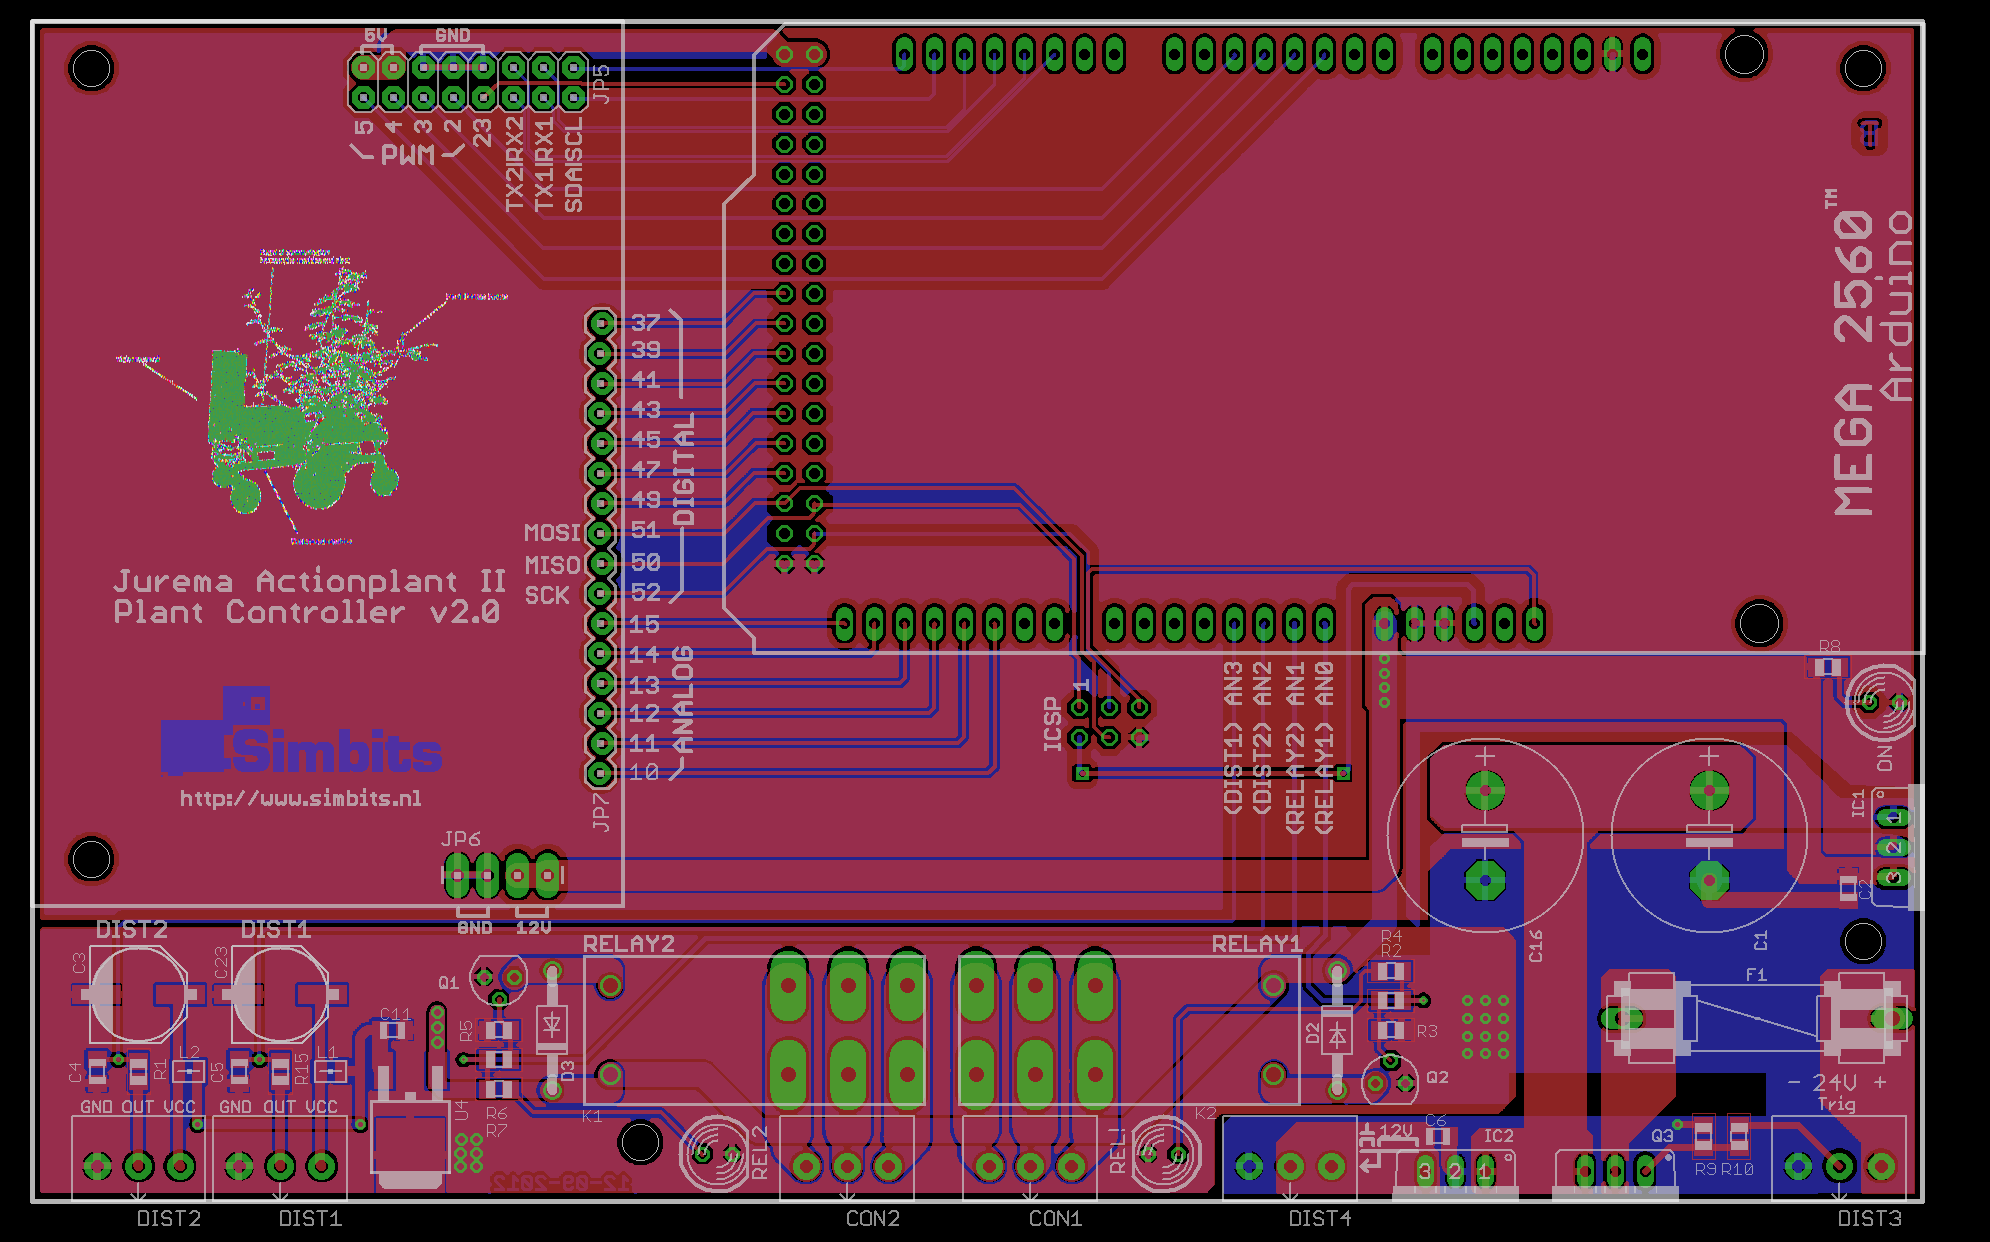 5V GND
JP5
5 4 3 2 23
PWM
TX2|RX2
TX1|RX1
SDA|SCL
MEGA 2560™
Arduino
37
39
41
43
45
47
49
MOSI 51
MISO 50
SCK 52
15
14
13
12
11
10
DIGITAL
ANALOG
JP7
Jurema Actionplant II
Plant Controller v2.0
Simbits
http://www.simbits.nl
JP6
GND 12V
ICSP 1
(DIST1) AN3
(DIST2) AN2
(RELAY2) AN1
(RELAY1) AN0
R8
ON
IC1
1
2
3
C2
C16
C1
DIST2 DIST1
C3 C23
Q1
RELAY2 RELAY1
R4
R2
R3
D2
Q2
F1
C11
R5
D3
C4 R1 L2 C5 R15 L1
U4
R6
R7
K1 K2
GND OUT VCC GND OUT VCC
REL2
REL1
12-09-2012
12V
C6
IC2
3 2 1
Q3
R9 R10
- 24V +
Trig
DIST2 DIST1 CON2 CON1 DIST4 DIST3